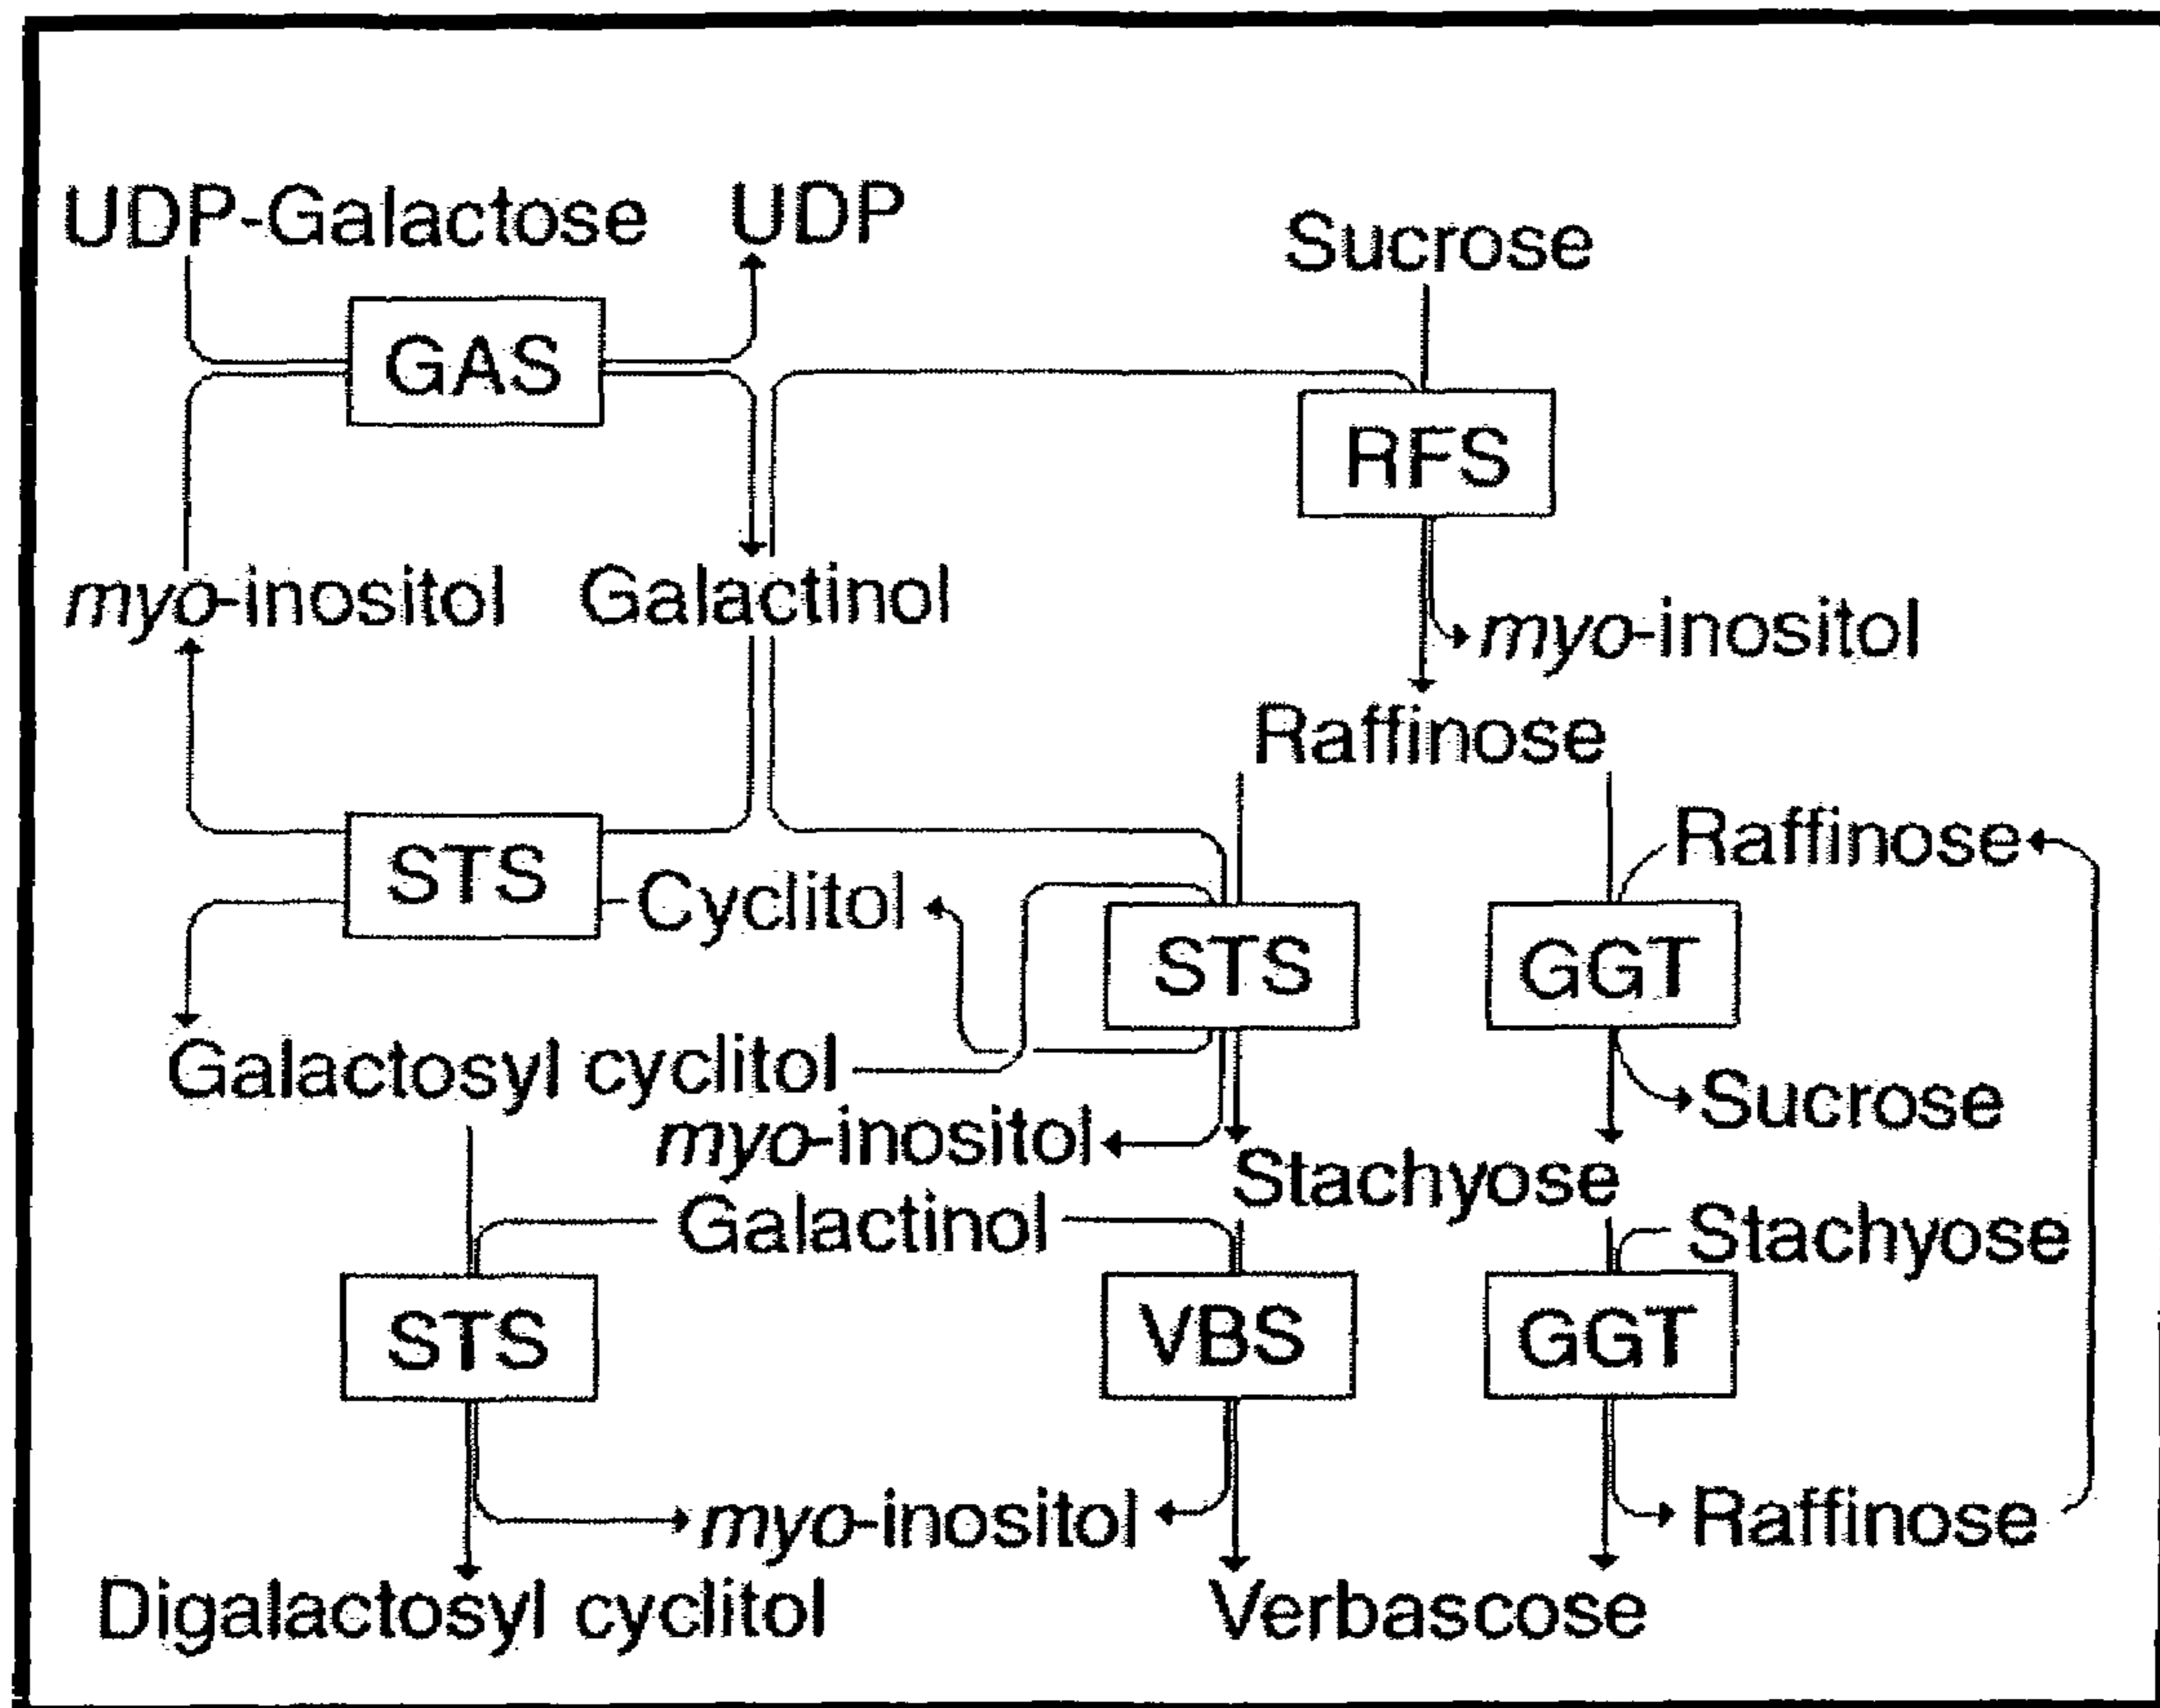 UDP-Galactose UDP
Sucrose
GAS
RFS
myo-inositol Galactinol
myo-inositol
Raffinose
Raffinose
STS Cyclitol
STS GGT
Galactosyl cyclitol
Sucrose
myo-inositol
Stachyose
Galactinol Stachyose
STS VBS GGT
myo-inositol Raffinose
Digalactosyl cyclitol Verbascose